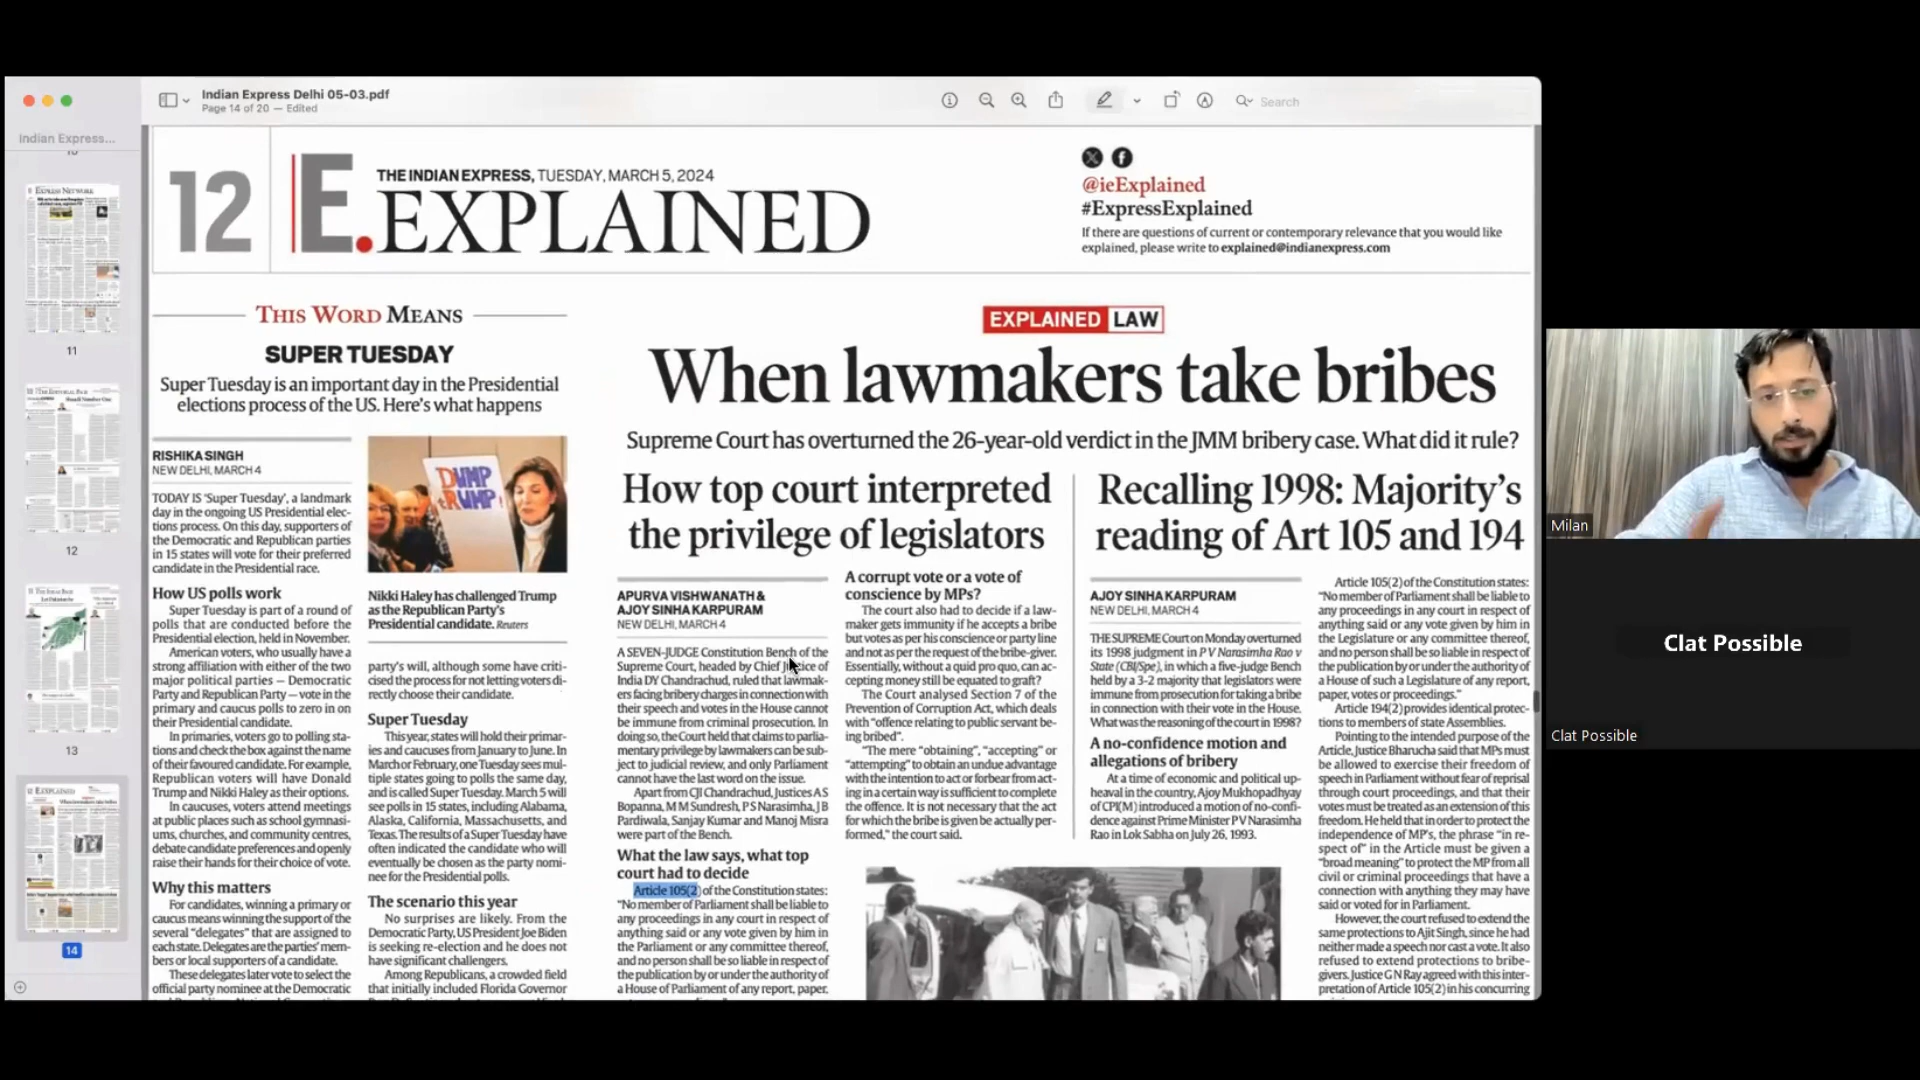 Indian Express Delhi 05-03.pdf
Page 14 of 20 — Edited
Search
Indian Express...
11
12
13
14
12
E.EXPLAINED
THE INDIAN EXPRESS, TUESDAY, MARCH 5, 2024
@ieExplained
#ExpressExplained
If there are questions of current or contemporary relevance that you would like
explained, please write to explained@indianexpress.com
THIS WORD MEANS
SUPER TUESDAY
Super Tuesday is an important day in the Presidential
elections process of the US. Here's what happens
RISHIKA SINGH
NEW DELHI, MARCH 4
TODAY IS 'Super Tuesday', a landmark
day in the ongoing US Presidential elec-
tions process. On this day, supporters of
the Democratic and Republican parties
in 15 states will vote for their preferred
candidate in the Presidential race.
How US polls work
Super Tuesday is part of a round of
polls that are conducted before the
Presidential election, held in November.
American voters, who usually have a
strong affiliation with either of the two
major political parties — Democratic
Party and Republican Party — vote in the
primary and caucus polls to zero in on
their Presidential candidate.
In primaries, voters go to polling sta-
tions and check the box against the name
of their favoured candidate. For example,
Republican voters will have Donald
Trump and Nikki Haley as their options.
In caucuses, voters attend meetings
at public places such as school gymnasi-
ums, churches, and community centres,
debate candidate preferences and openly
raise their hands for their choice of vote.
Why this matters
For candidates, winning a primary or
caucus means winning the support of the
several "delegates" that are assigned to
each state. Delegates are the parties' mem-
bers or local supporters of a candidate.
These delegates later vote to select the
official party nominee at the Democratic
DUMP
tRUMP
Nikki Haley has challenged Trump
as the Republican Party's
Presidential candidate. Reuters
party's will, although some have criti-
cised the process for not letting voters di-
rectly choose their candidate.
Super Tuesday
This year, states will hold their primar-
ies and caucuses from January to June. In
March or February, one Tuesday sees mul-
tiple states going to polls the same day,
and is called Super Tuesday. March 5 will
see polls in 15 states, including Alabama,
Alaska, California, Massachusetts, and
Texas. The results of a Super Tuesday have
often indicated the candidate who will
eventually be chosen as the party nomi-
nee for the Presidential polls.
The scenario this year
No surprises are likely. From the
Democratic Party, US President Joe Biden
is seeking re-election and he does not
have significant challengers.
Among Republicans, a crowded field
that initially included Florida Governor
EXPLAINED LAW
When lawmakers take bribes
Supreme Court has overturned the 26-year-old verdict in the JMM bribery case. What did it rule?
How top court interpreted
the privilege of legislators
APURVA VISHWANATH &
AJOY SINHA KARPURAM
NEW DELHI, MARCH 4
A SEVEN-JUDGE Constitution Bench of the
Supreme Court, headed by Chief Justice of
India DY Chandrachud, ruled that lawmak-
ers facing bribery charges in connection with
their speech and votes in the House cannot
be immune from criminal prosecution. In
doing so, the Court held that claims to parlia-
mentary privilege by lawmakers can be sub-
ject to judicial review, and only Parliament
cannot have the last word on the issue.
Apart from CJI Chandrachud, Justices A S
Bopanna, M M Sundresh, P S Narasimha, J B
Pardiwala, Sanjay Kumar and Manoj Misra
were part of the Bench.
What the law says, what top
court had to decide
Article 105(2) of the Constitution states:
"No member of Parliament shall be liable to
any proceedings in any court in respect of
anything said or any vote given by him in
the Parliament or any committee thereof,
and no person shall be so liable in respect of
the publication by or under the authority of
a House of Parliament of any report, paper,
A corrupt vote or a vote of
conscience by MPs?
The court also had to decide if a law-
maker gets immunity if he accepts a bribe
but votes as per his conscience or party line
and not as per the request of the bribe-giver.
Essentially, without a quid pro quo, can ac-
cepting money still be equated to graft?
The Court analysed Section 7 of the
Prevention of Corruption Act, which deals
with "offence relating to public servant be-
ing bribed".
"The mere "obtaining", "accepting" or
"attempting" to obtain an undue advantage
with the intention to act or forbear from act-
ing in a certain way is sufficient to complete
the offence. It is not necessary that the act
for which the bribe is given be actually per-
formed," the court said.
Recalling 1998: Majority's
reading of Art 105 and 194
AJOY SINHA KARPURAM
NEW DELHI, MARCH 4
THE SUPREME Court on Monday overturned
its 1998 judgment in P V Narasimha Rao v
State (CBI/Spe), in which a five-judge Bench
held by a 3-2 majority that legislators were
immune from prosecution for taking a bribe
in connection with their vote in the House.
What was the reasoning of the court in 1998?
A no-confidence motion and
allegations of bribery
At a time of economic and political up-
heaval in the country, Ajoy Mukhopadhyay
of CPI(M) introduced a motion of no-confi-
dence against Prime Minister P V Narasimha
Rao in Lok Sabha on July 26, 1993.
Article 105(2) of the Constitution states:
"No member of Parliament shall be liable to
any proceedings in any court in respect of
anything said or any vote given by him in
the Legislature or any committee thereof,
and no person shall be so liable in respect of
the publication by or under the authority of
a House of such a Legislature of any report,
paper, votes or proceedings."
Article 194(2) provides identical protec-
tions to members of state Assemblies.
Pointing to the intended purpose of the
Article, Justice Bharucha said that MPs must
be allowed to exercise their freedom of
speech in Parliament without fear of reprisal
through court proceedings, and that their
votes must be treated as an extension of this
freedom. He held that in order to protect the
independence of MP's, the phrase "in re-
spect of" in the Article must be given a
"broad meaning" to protect the MP from all
civil or criminal proceedings that have a
connection with anything they may have
said or voted for in Parliament.
However, the court refused to extend the
same protections to Ajit Singh, since he had
neither made a speech nor cast a vote. It also
refused to extend protections to bribe-
givers. Justice G N Ray agreed with this inter-
pretation of Article 105(2) in his concurring
Milan
Clat Possible
Clat Possible